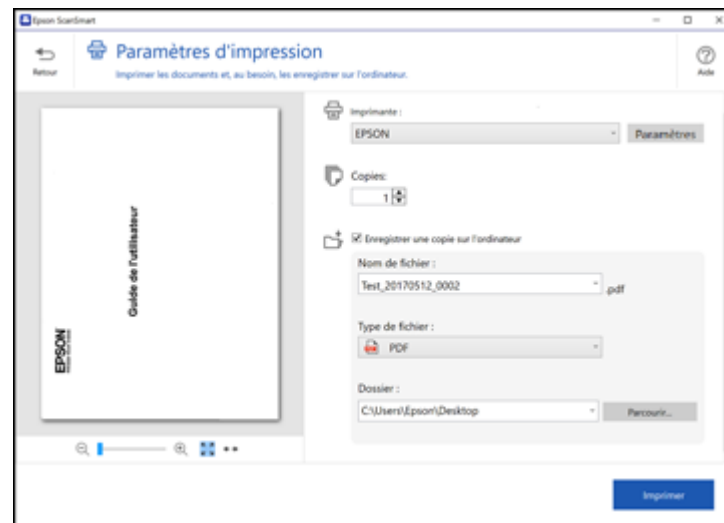 Epson ScanSmart
Retour
Paramètres d'impression
Imprimer les documents et, au besoin, les enregistrer sur l'ordinateur.
Aide
Imprimante :
EPSON
Paramètres
Copies:
1
Enregistrer une copie sur l'ordinateur
Nom de fichier :
Test_20170512_0002
.pdf
Type de fichier :
PDF
Dossier :
C:\Users\Epson\Desktop
Parcourir...
Guide de l'utilisateur
EPSON
Imprimer